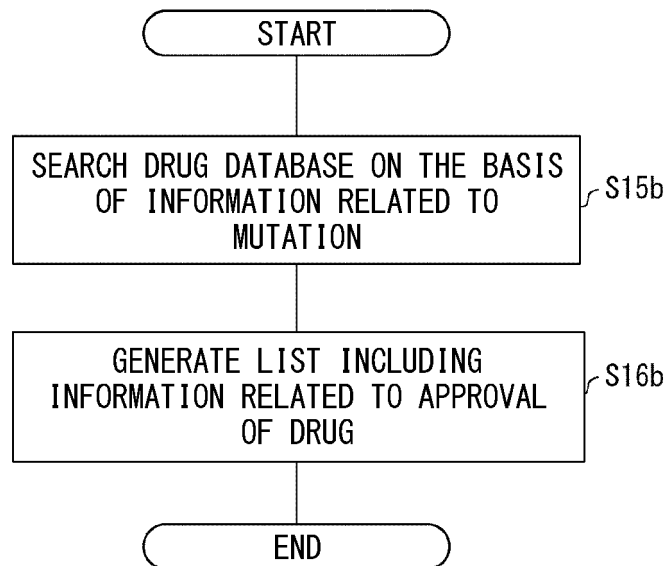 START
SEARCH DRUG DATABASE ON THE BASIS
OF INFORMATION RELATED TO
MUTATION
S15b
GENERATE LIST INCLUDING
INFORMATION RELATED TO APPROVAL
OF DRUG
S16b
END